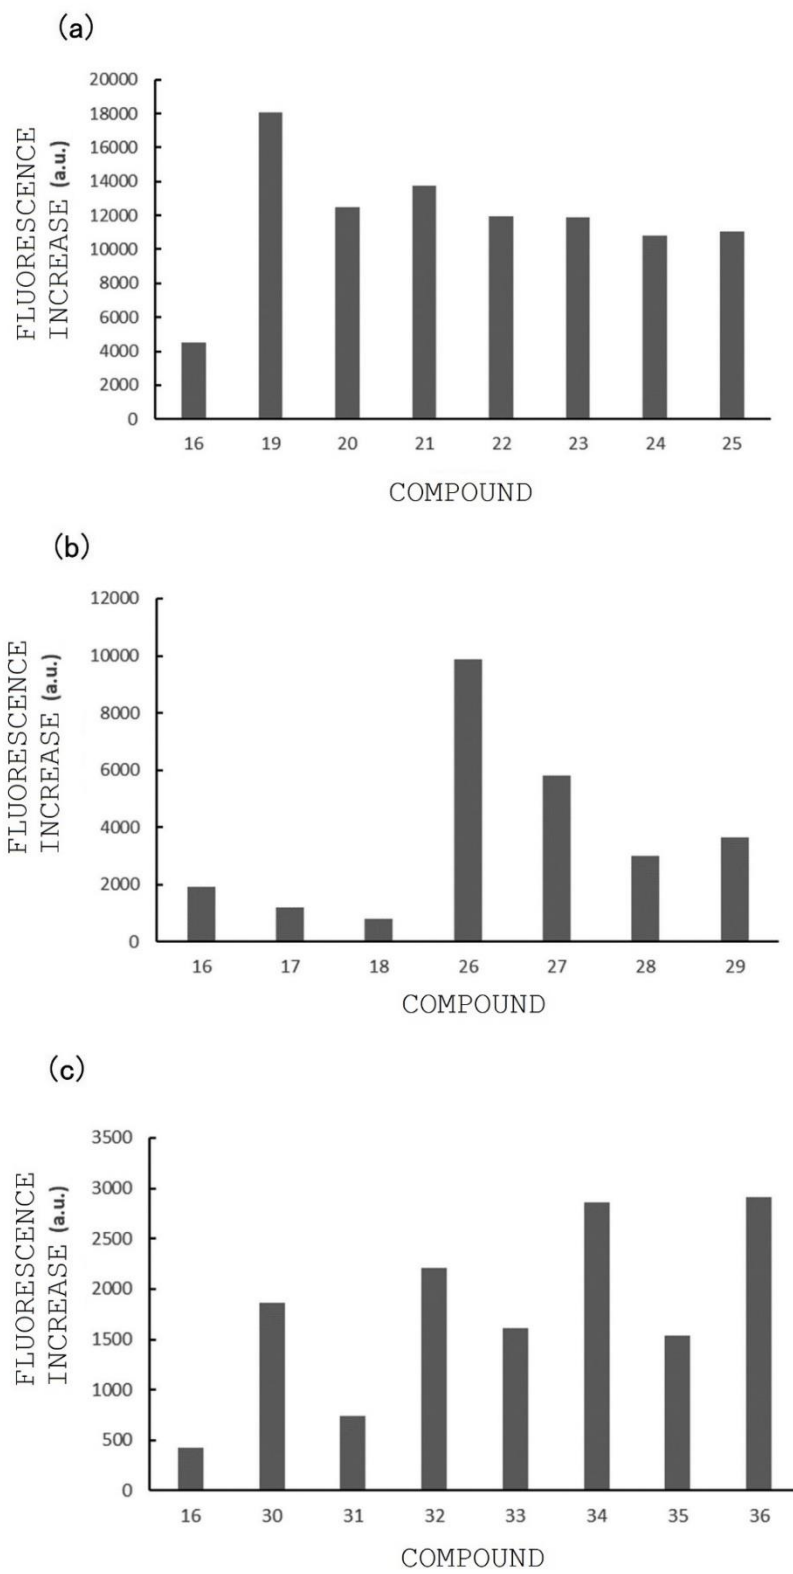 (a)
FLUORESCENCE
INCREASE (a.u.)
20000
18000
16000
14000
12000
10000
8000
6000
4000
2000
0
16 19 20 21 22 23 24 25
COMPOUND
(b)
FLUORESCENCE
INCREASE (a.u.)
12000
10000
8000
6000
4000
2000
0
16 17 18 26 27 28 29
COMPOUND
(c)
FLUORESCENCE
INCREASE (a.u.)
3500
3000
2500
2000
1500
1000
500
0
16 30 31 32 33 34 35 36
COMPOUND